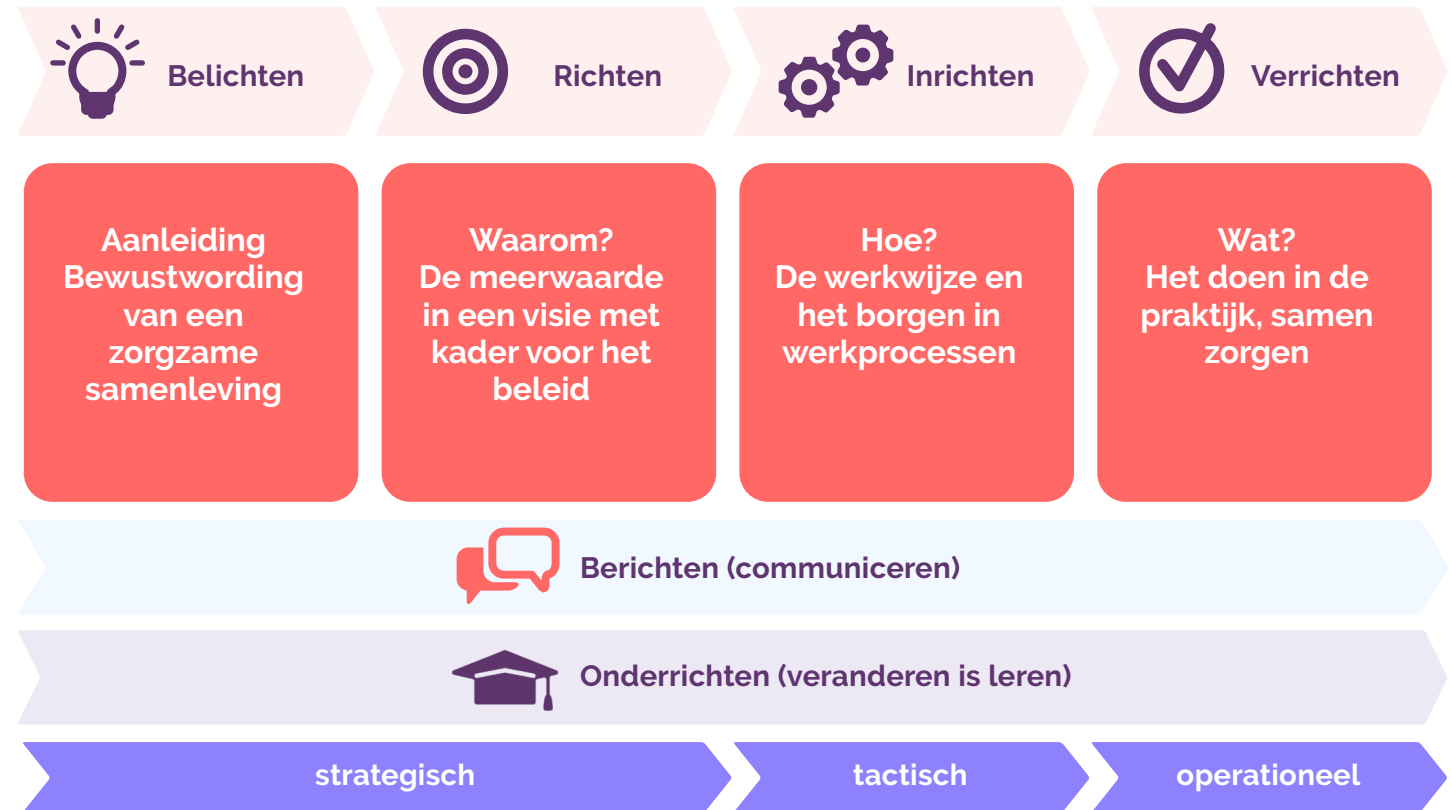 Belichten
Richten
Inrichten
Verrichten
Aanleiding
Bewustwording
van een
zorgzame
samenleving
Waarom?
De meerwaarde
in een visie met
kader voor het
beleid
Hoe?
De werkwijze en
het borgen in
werkprocessen
Wat?
Het doen in de
praktijk, samen
zorgen
Berichten (communiceren)
Onderrichten (veranderen is leren)
strategisch
tactisch
operationeel